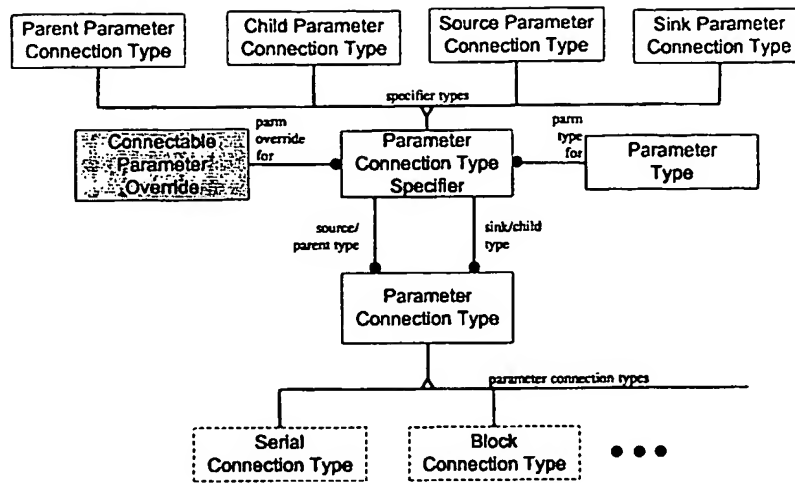 Parent Parameter
Connection Type
Child Parameter
Connection Type
Source Parameter
Connection Type
Sink Parameter
Connection Type
specifier types
Connectable
Parameter
Override
parm
override
for
Parameter
Connection Type
Specifier
parm
type
for
Parameter
Type
source/
parent type
sink/child
type
Parameter
Connection Type
parameter connection types
Serial
Connection Type
Block
Connection Type